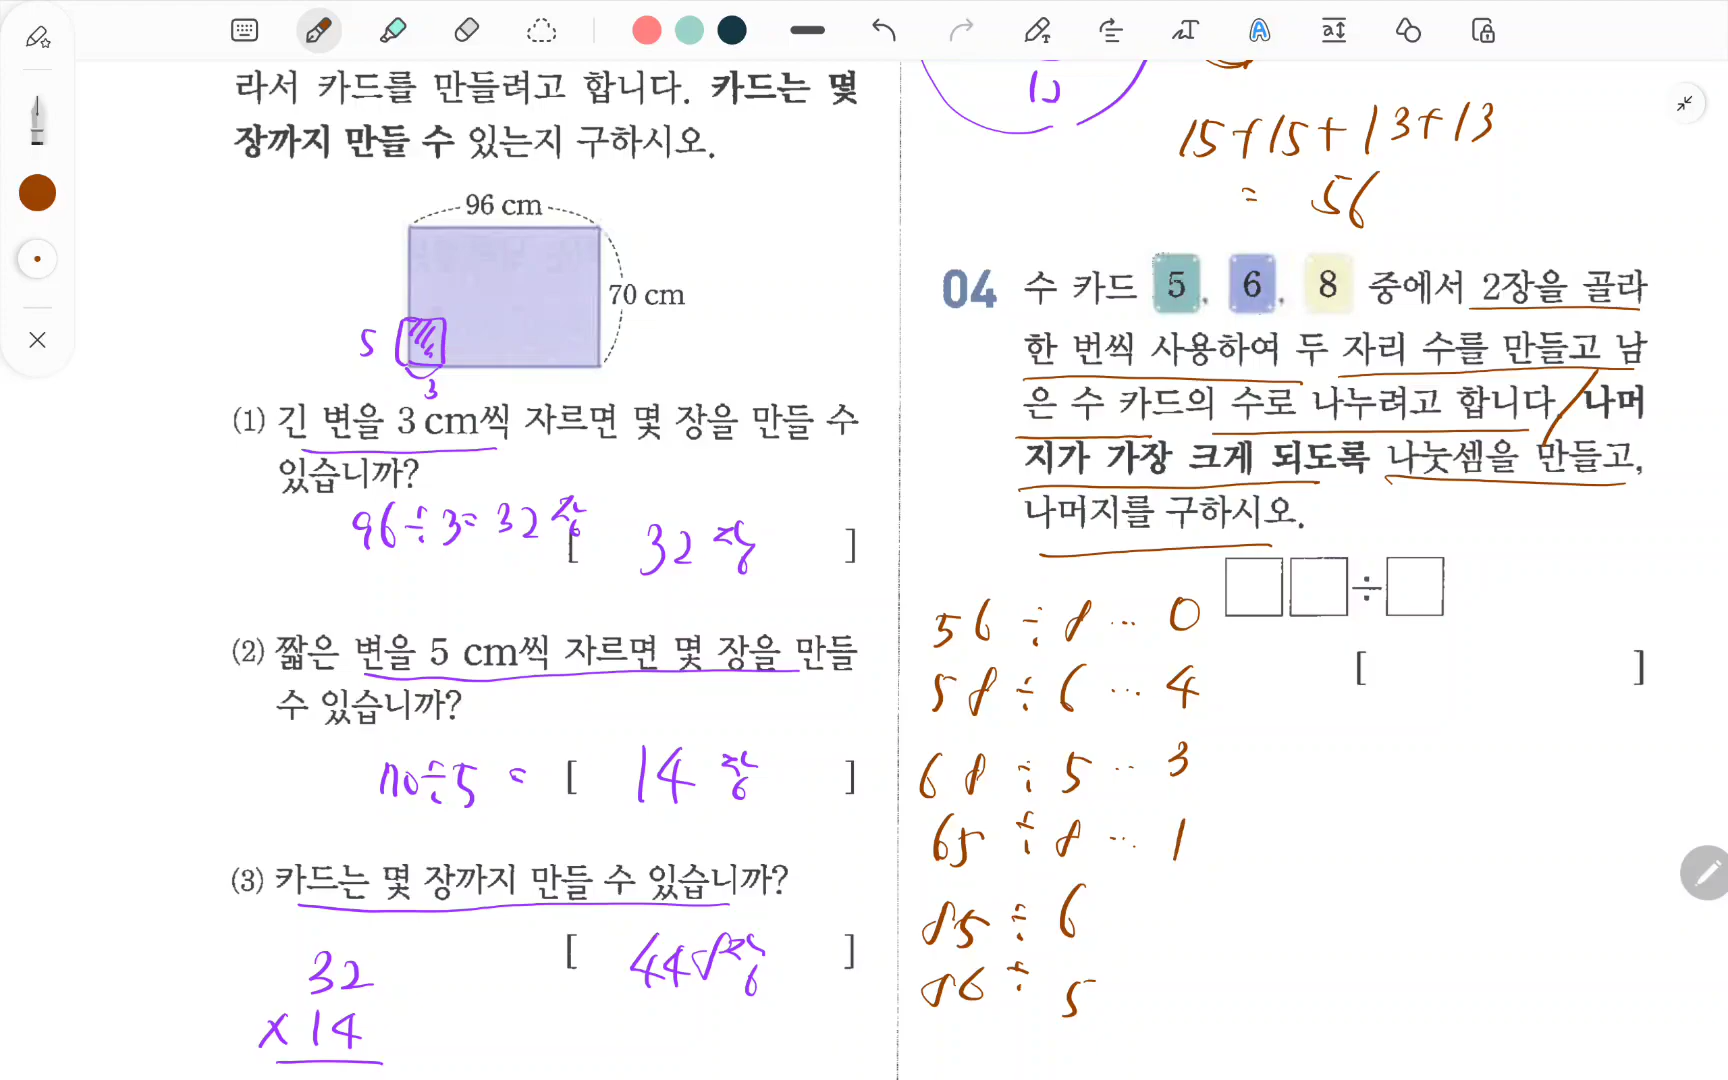 라서 카드를 만들려고 합니다. 카드는 몇
장까지 만들 수 있는지 구하시오.
96 cm
70 cm
5
3
(1) 긴 변을 3 cm씩 자르면 몇 장을 만들 수
있습니까?
96÷3= 32장
[ 32장 ]
(2) 짧은 변을 5 cm씩 자르면 몇 장을 만들
수 있습니까?
70÷5 = [ 14장 ]
(3) 카드는 몇 장까지 만들 수 있습니까?
[ 448장 ]
32
×14
15+15+13+13
= 56
04 수 카드 5, 6, 8 중에서 2장을 골라
한 번씩 사용하여 두 자리 수를 만들고 남
은 수 카드의 수로 나누려고 합니다. 나머
지가 가장 크게 되도록 나눗셈을 만들고,
나머지를 구하시오.
□□÷□
[ ]
56÷8 … 0
58÷6 … 4
68÷5 … 3
65÷8 … 1
85÷6
86÷5